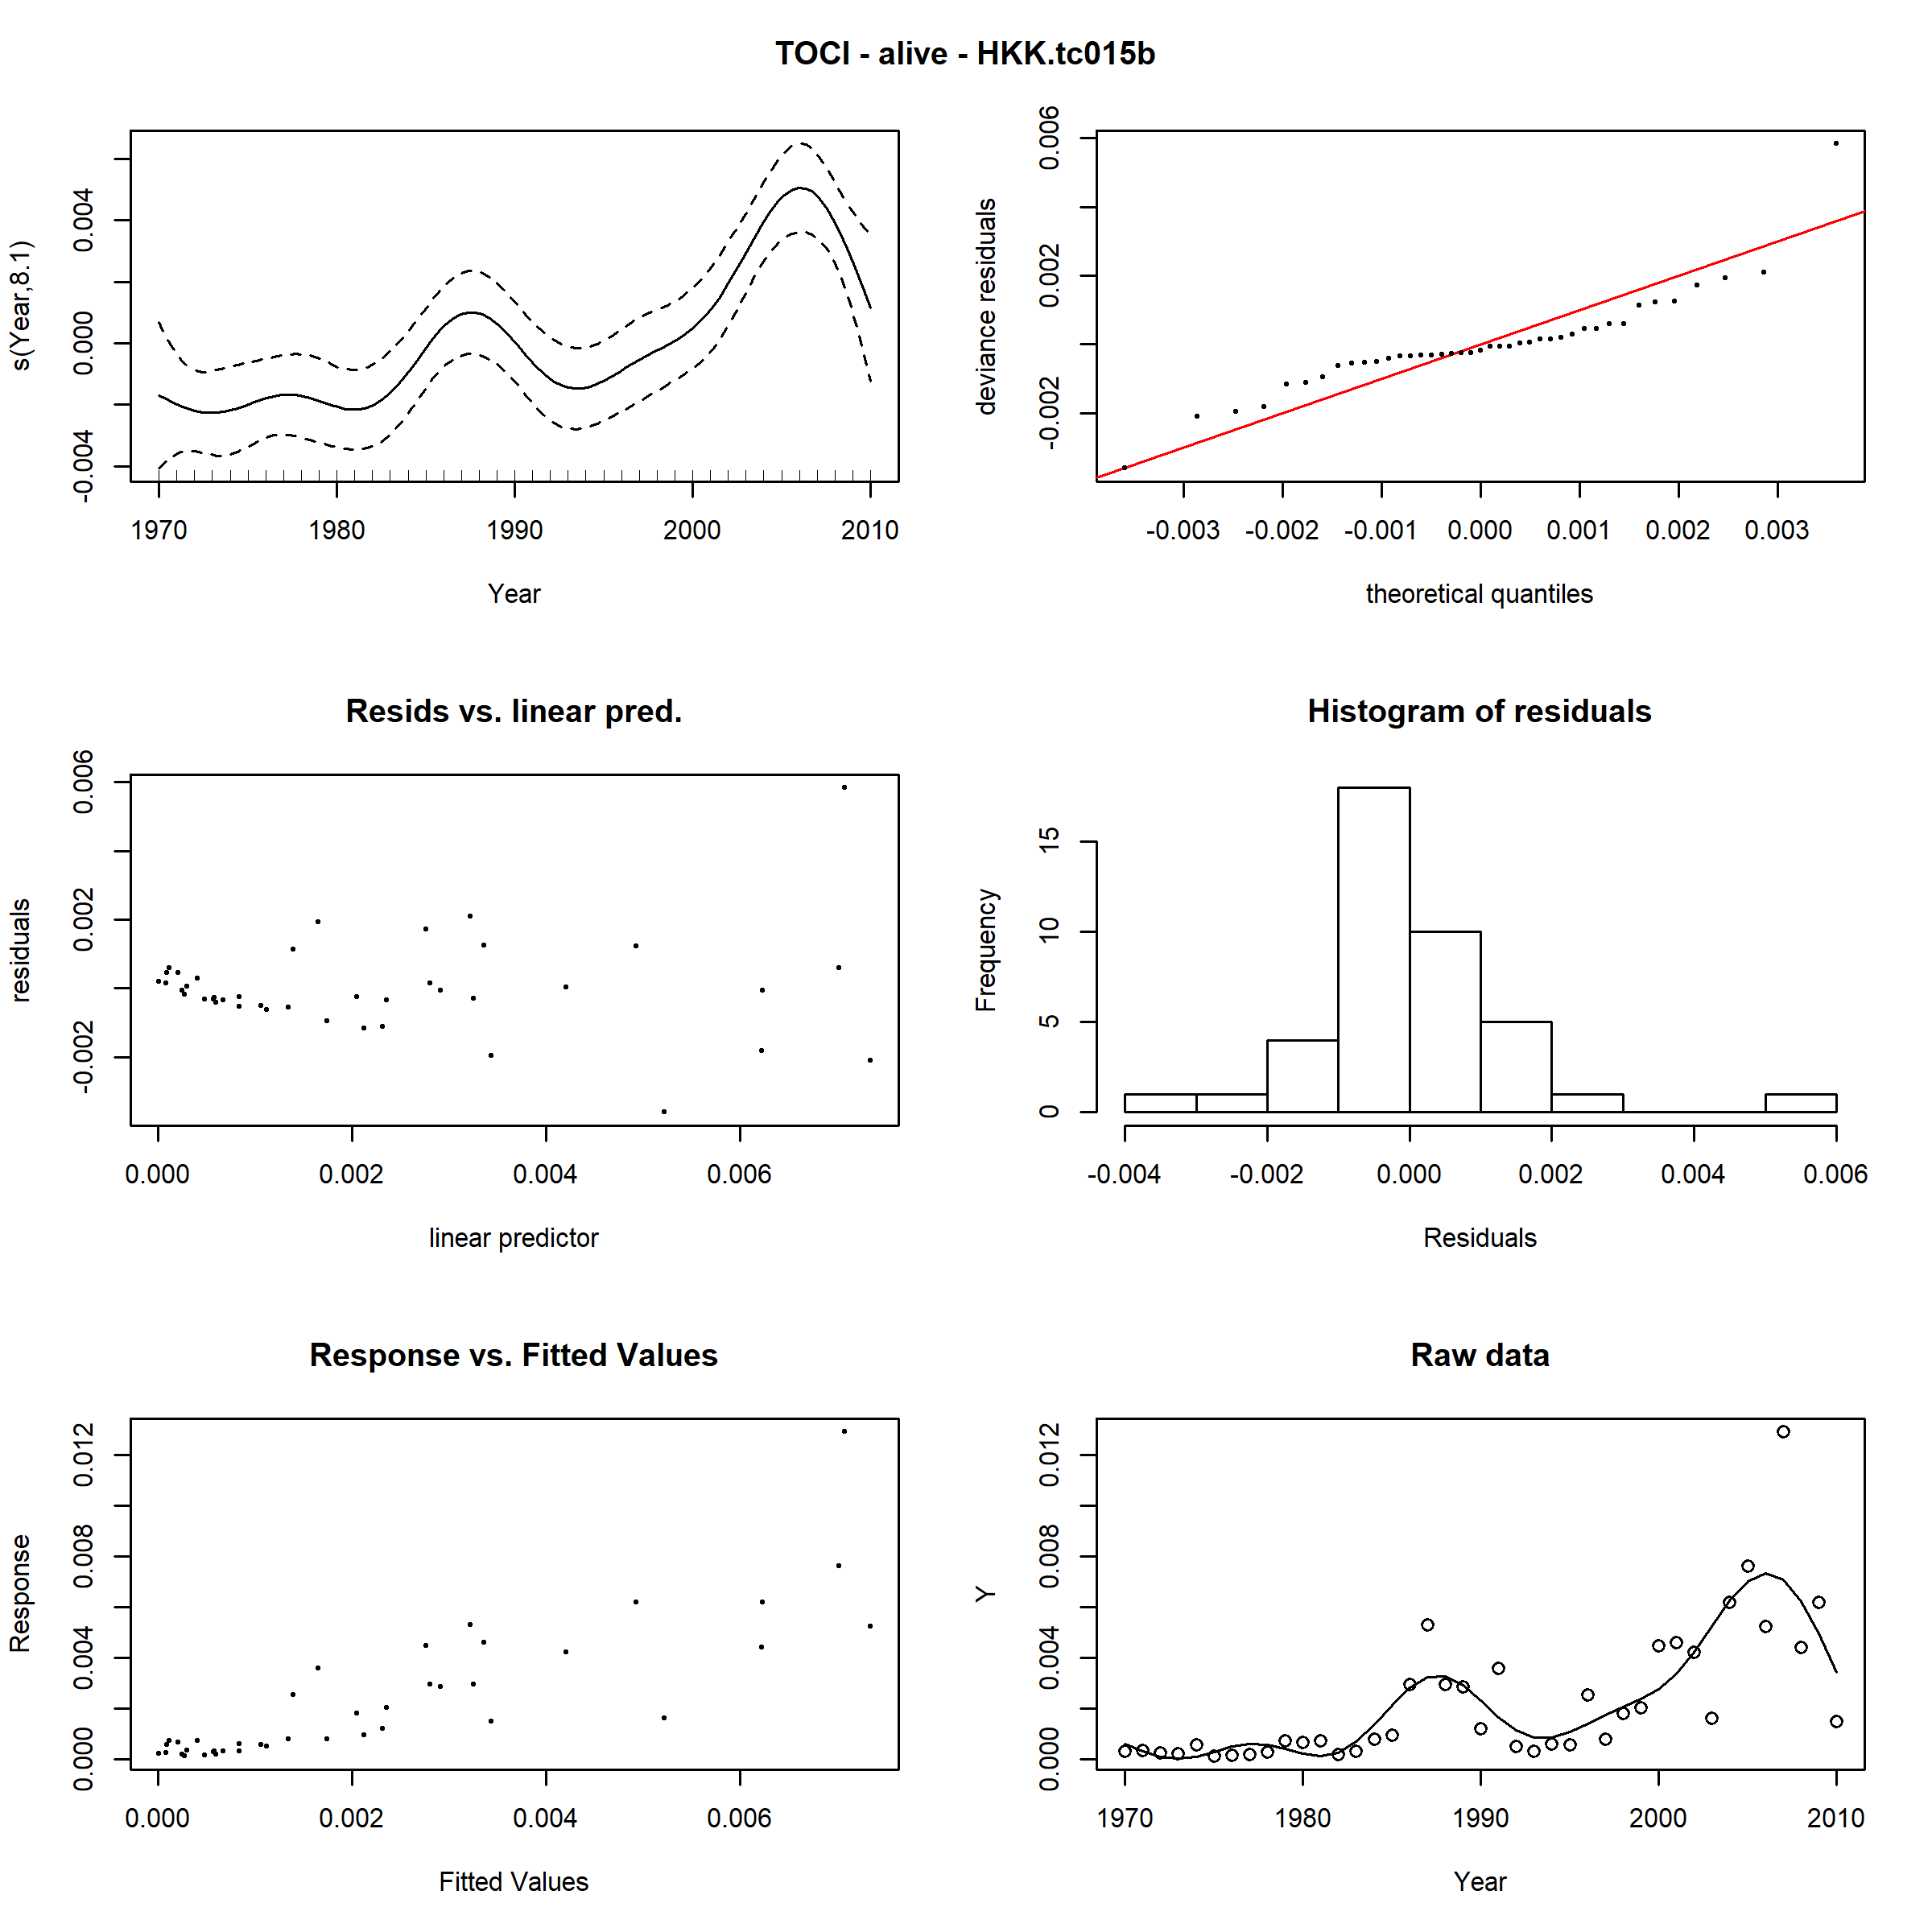 TOCI - alive - HKK.tc015b
s(Year,8.1)
-0.004 0.000 0.004
1970 1980 1990 2000 2010
Year
deviance residuals
-0.002 0.002 0.006
-0.003 -0.002 -0.001 0.000 0.001 0.002 0.003
theoretical quantiles
Resids vs. linear pred.
residuals
-0.002 0.002 0.006
0.000 0.002 0.004 0.006
linear predictor
Histogram of residuals
Frequency
0 5 10 15
-0.004 -0.002 0.000 0.002 0.004 0.006
Residuals
Response vs. Fitted Values
Response
0.000 0.004 0.008 0.012
0.000 0.002 0.004 0.006
Fitted Values
Raw data
Y
0.000 0.004 0.008 0.012
1970 1980 1990 2000 2010
Year